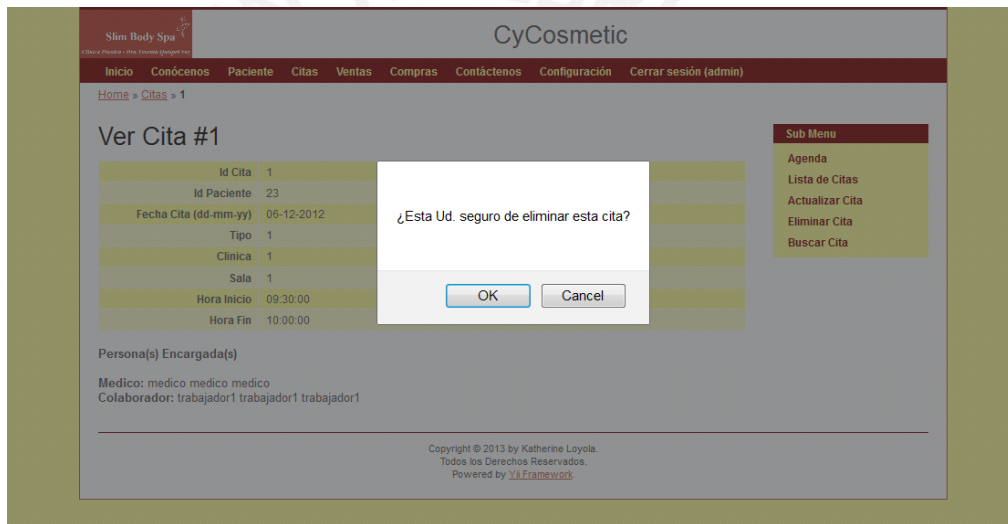 Slim Body Spa
CyCosmetic
Inicio Conócenos Paciente Citas Ventas Compras Contáctenos Configuración Cerrar sesión (admin)
Home » Citas » 1
Ver Cita #1
Id Cita 1
Id Paciente 23
Fecha Cita (dd-mm-yy) 06-12-2012
Tipo 1
Clinica 1
Sala 1
Hora Inicio 09:30:00
Hora Fin 10:00:00
¿Esta Ud. seguro de eliminar esta cita?
OK Cancel
Sub Menu
Agenda
Lista de Citas
Actualizar Cita
Eliminar Cita
Buscar Cita
Persona(s) Encargada(s)
Medico: medico medico medico
Colaborador: trabajador1 trabajador1 trabajador1
Copyright © 2013 by Katherine Loyola.
Todos los Derechos Reservados.
Powered by Yii Framework.